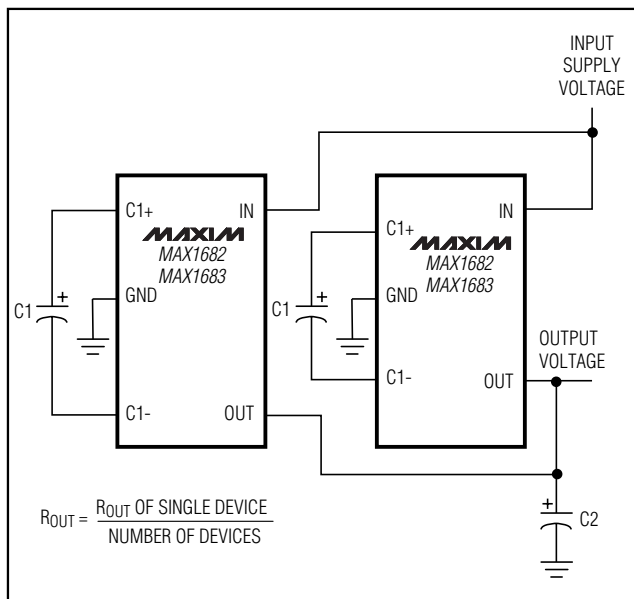 INPUT
SUPPLY
VOLTAGE
C1+
IN
MAXIM
MAX1682
MAX1683
GND
C1
+
C1-
OUT
C1+
IN
MAXIM
MAX1682
MAX1683
GND
C1
+
C1-
OUT
OUTPUT
VOLTAGE
+
C2
ROUT = ROUT OF SINGLE DEVICE
NUMBER OF DEVICES